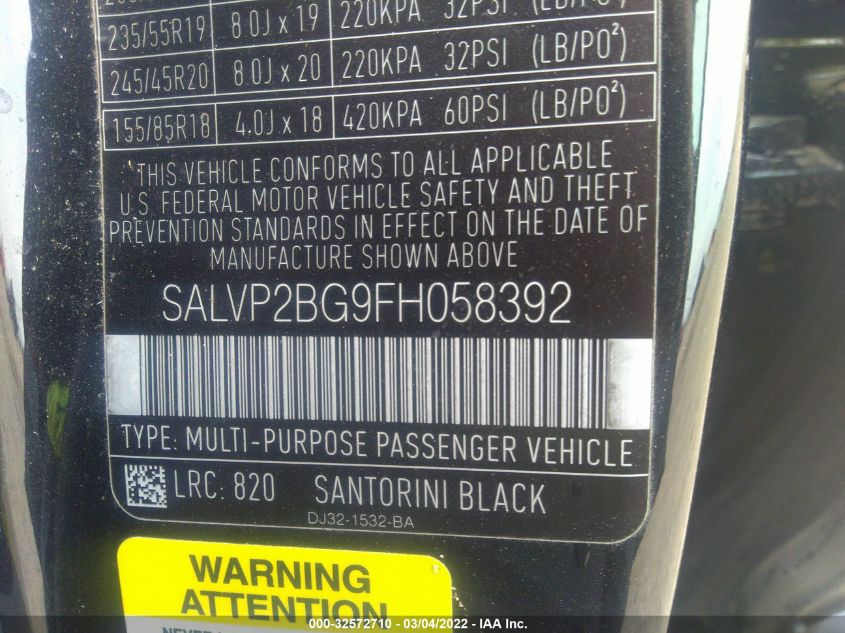 235/55R19 8.0J x 19 220KPA 32PSI (LB/PO²)
245/45R20 8.0J x 20 220KPA 32PSI (LB/PO²)
155/85R18 4.0J x 18 420KPA 60PSI (LB/PO²)
THIS VEHICLE CONFORMS TO ALL APPLICABLE
U.S. FEDERAL MOTOR VEHICLE SAFETY AND THEFT
PREVENTION STANDARDS IN EFFECT ON THE DATE OF
MANUFACTURE SHOWN ABOVE
SALVP2BG9FH058392
TYPE: MULTI-PURPOSE PASSENGER VEHICLE
LRC: 820 SANTORINI BLACK
DJ32-1532-BA
WARNING
ATTENTION
NEVER
000-32572710 - 03/04/2022 - IAA Inc.